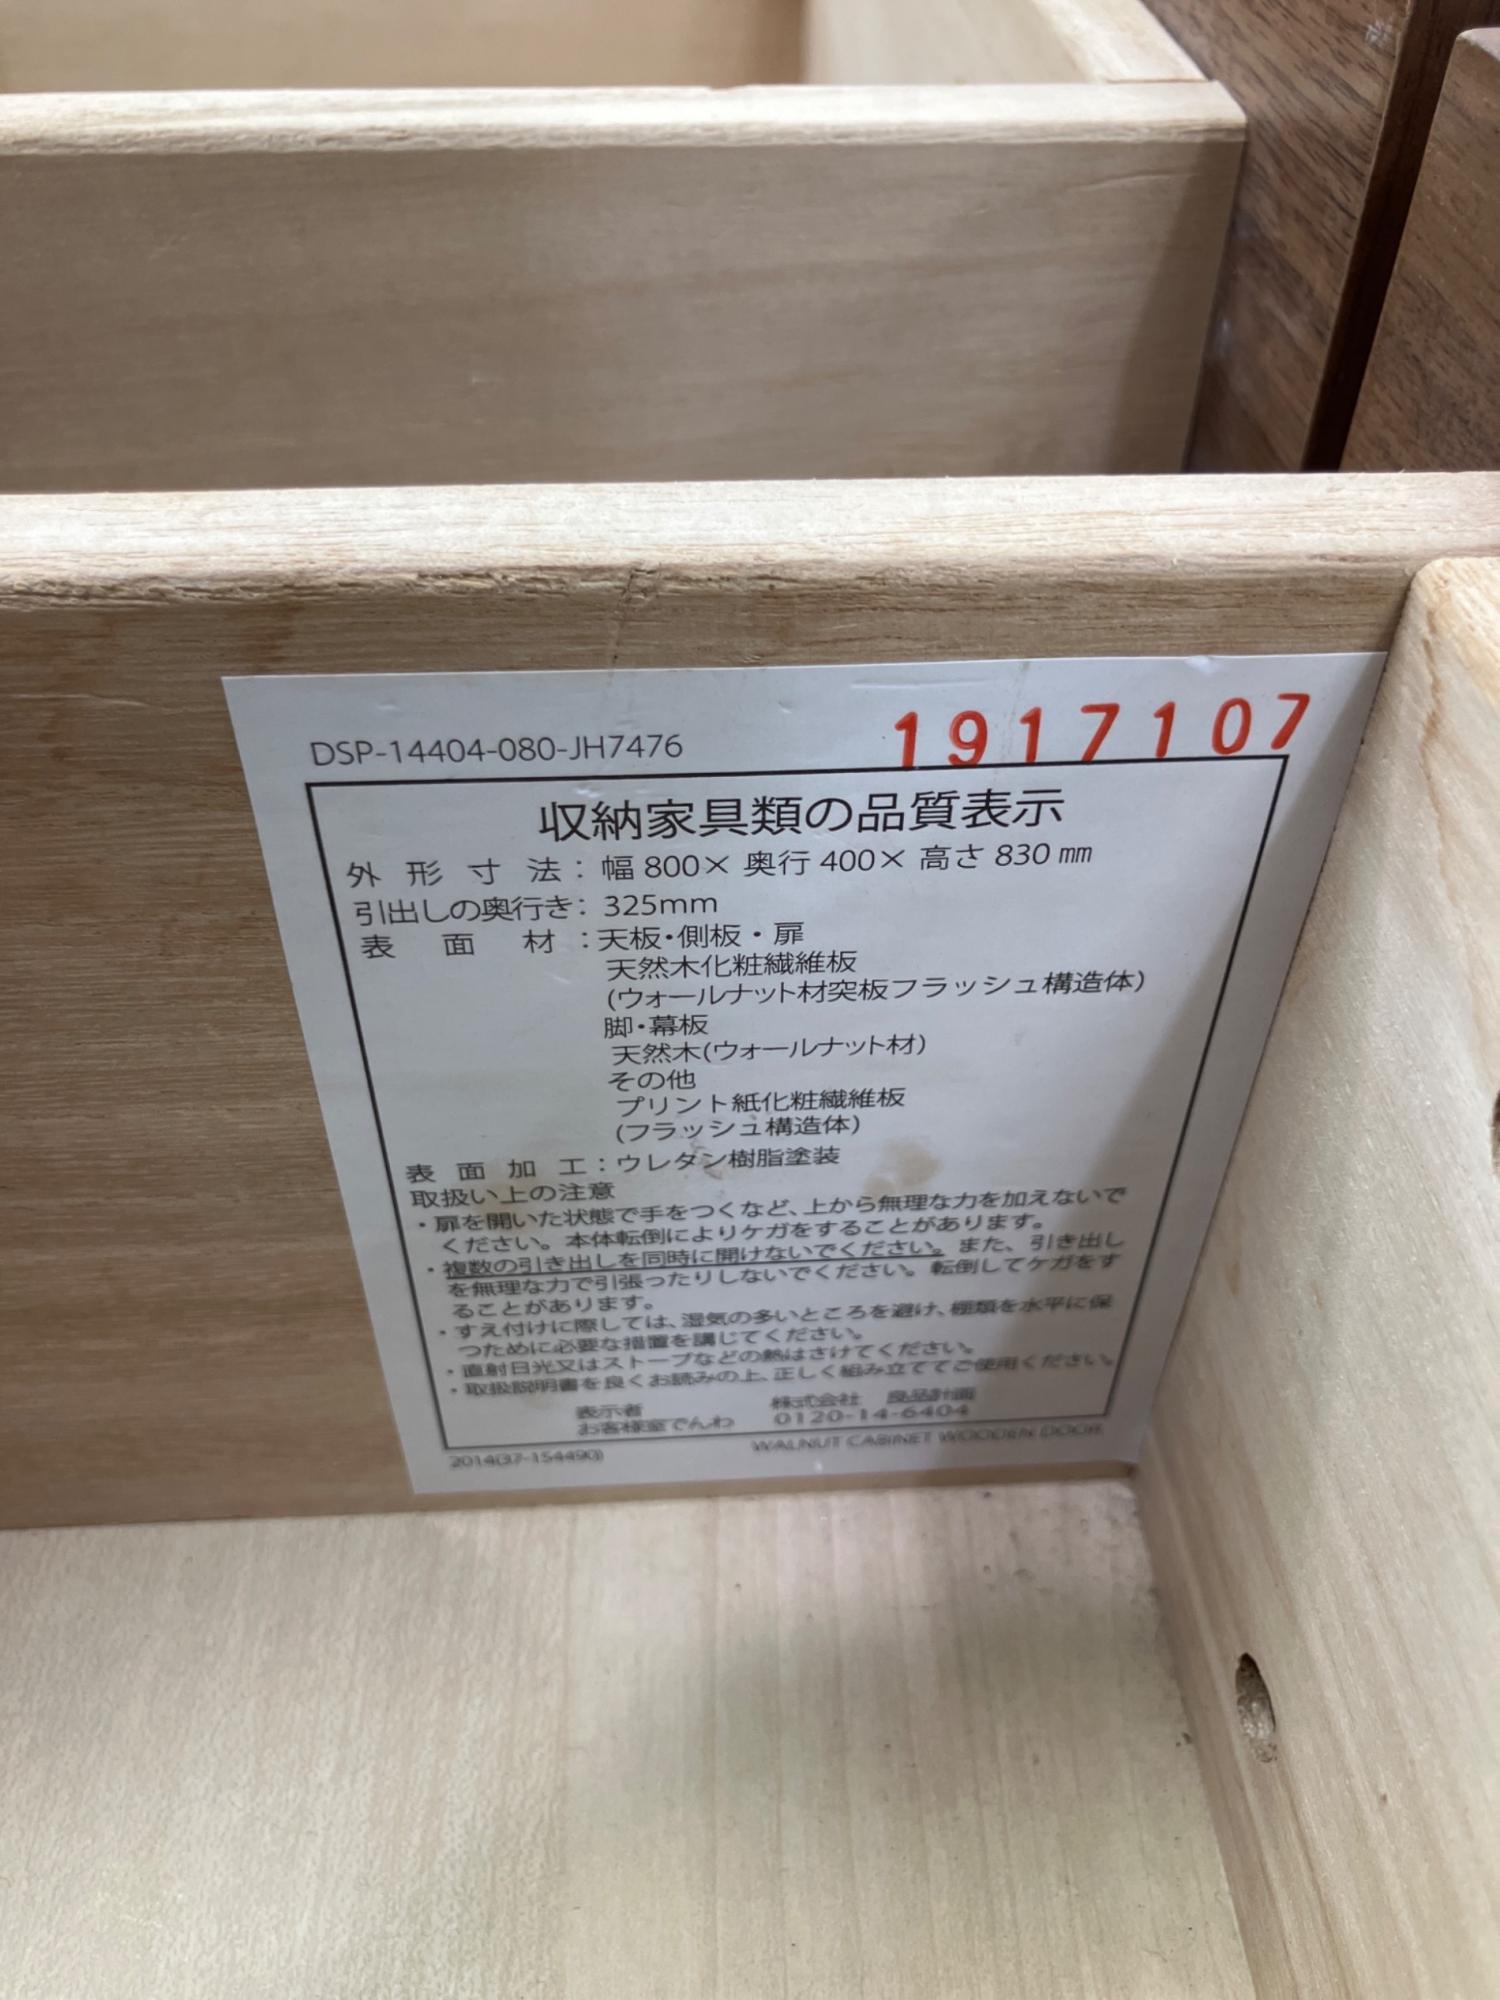 DSP-14404-080-JH7476
1917107
収納家具類の品質表示
外形寸法：幅 800× 奥行 400× 高さ 830 ㎜
引出しの奥行き：325mm
表面材：天板・側板・扉
天然木化粧繊維板
(ウォールナット材突板フラッシュ構造体)
脚・幕板
天然木(ウォールナット材)
その他
プリント紙化粧繊維板
(フラッシュ構造体)
表面加工：ウレタン樹脂塗装
取扱い上の注意
・扉を開いた状態で手をつくなど、上から無理な力を加えないで
ください。本体転倒によりケガをすることがあります。
・複数の引き出しを同時に開けないでください。また、引き出し
を無理な力で引張ったりしないでください。転倒してケガをす
ることがあります。
・すえ付けに際しては、湿気の多いところを避け、棚類を水平に保
つために必要な措置を講じてください。
・直射日光又はストーブなどの熱はさけてください。
・取扱説明書を良くお読みの上、正しく組み立ててご使用ください。
表示者 株式会社 良品計画
お客様室でんわ 0120-14-6404
2014(37-154490) WALNUT CABINET WOODEN DOOR